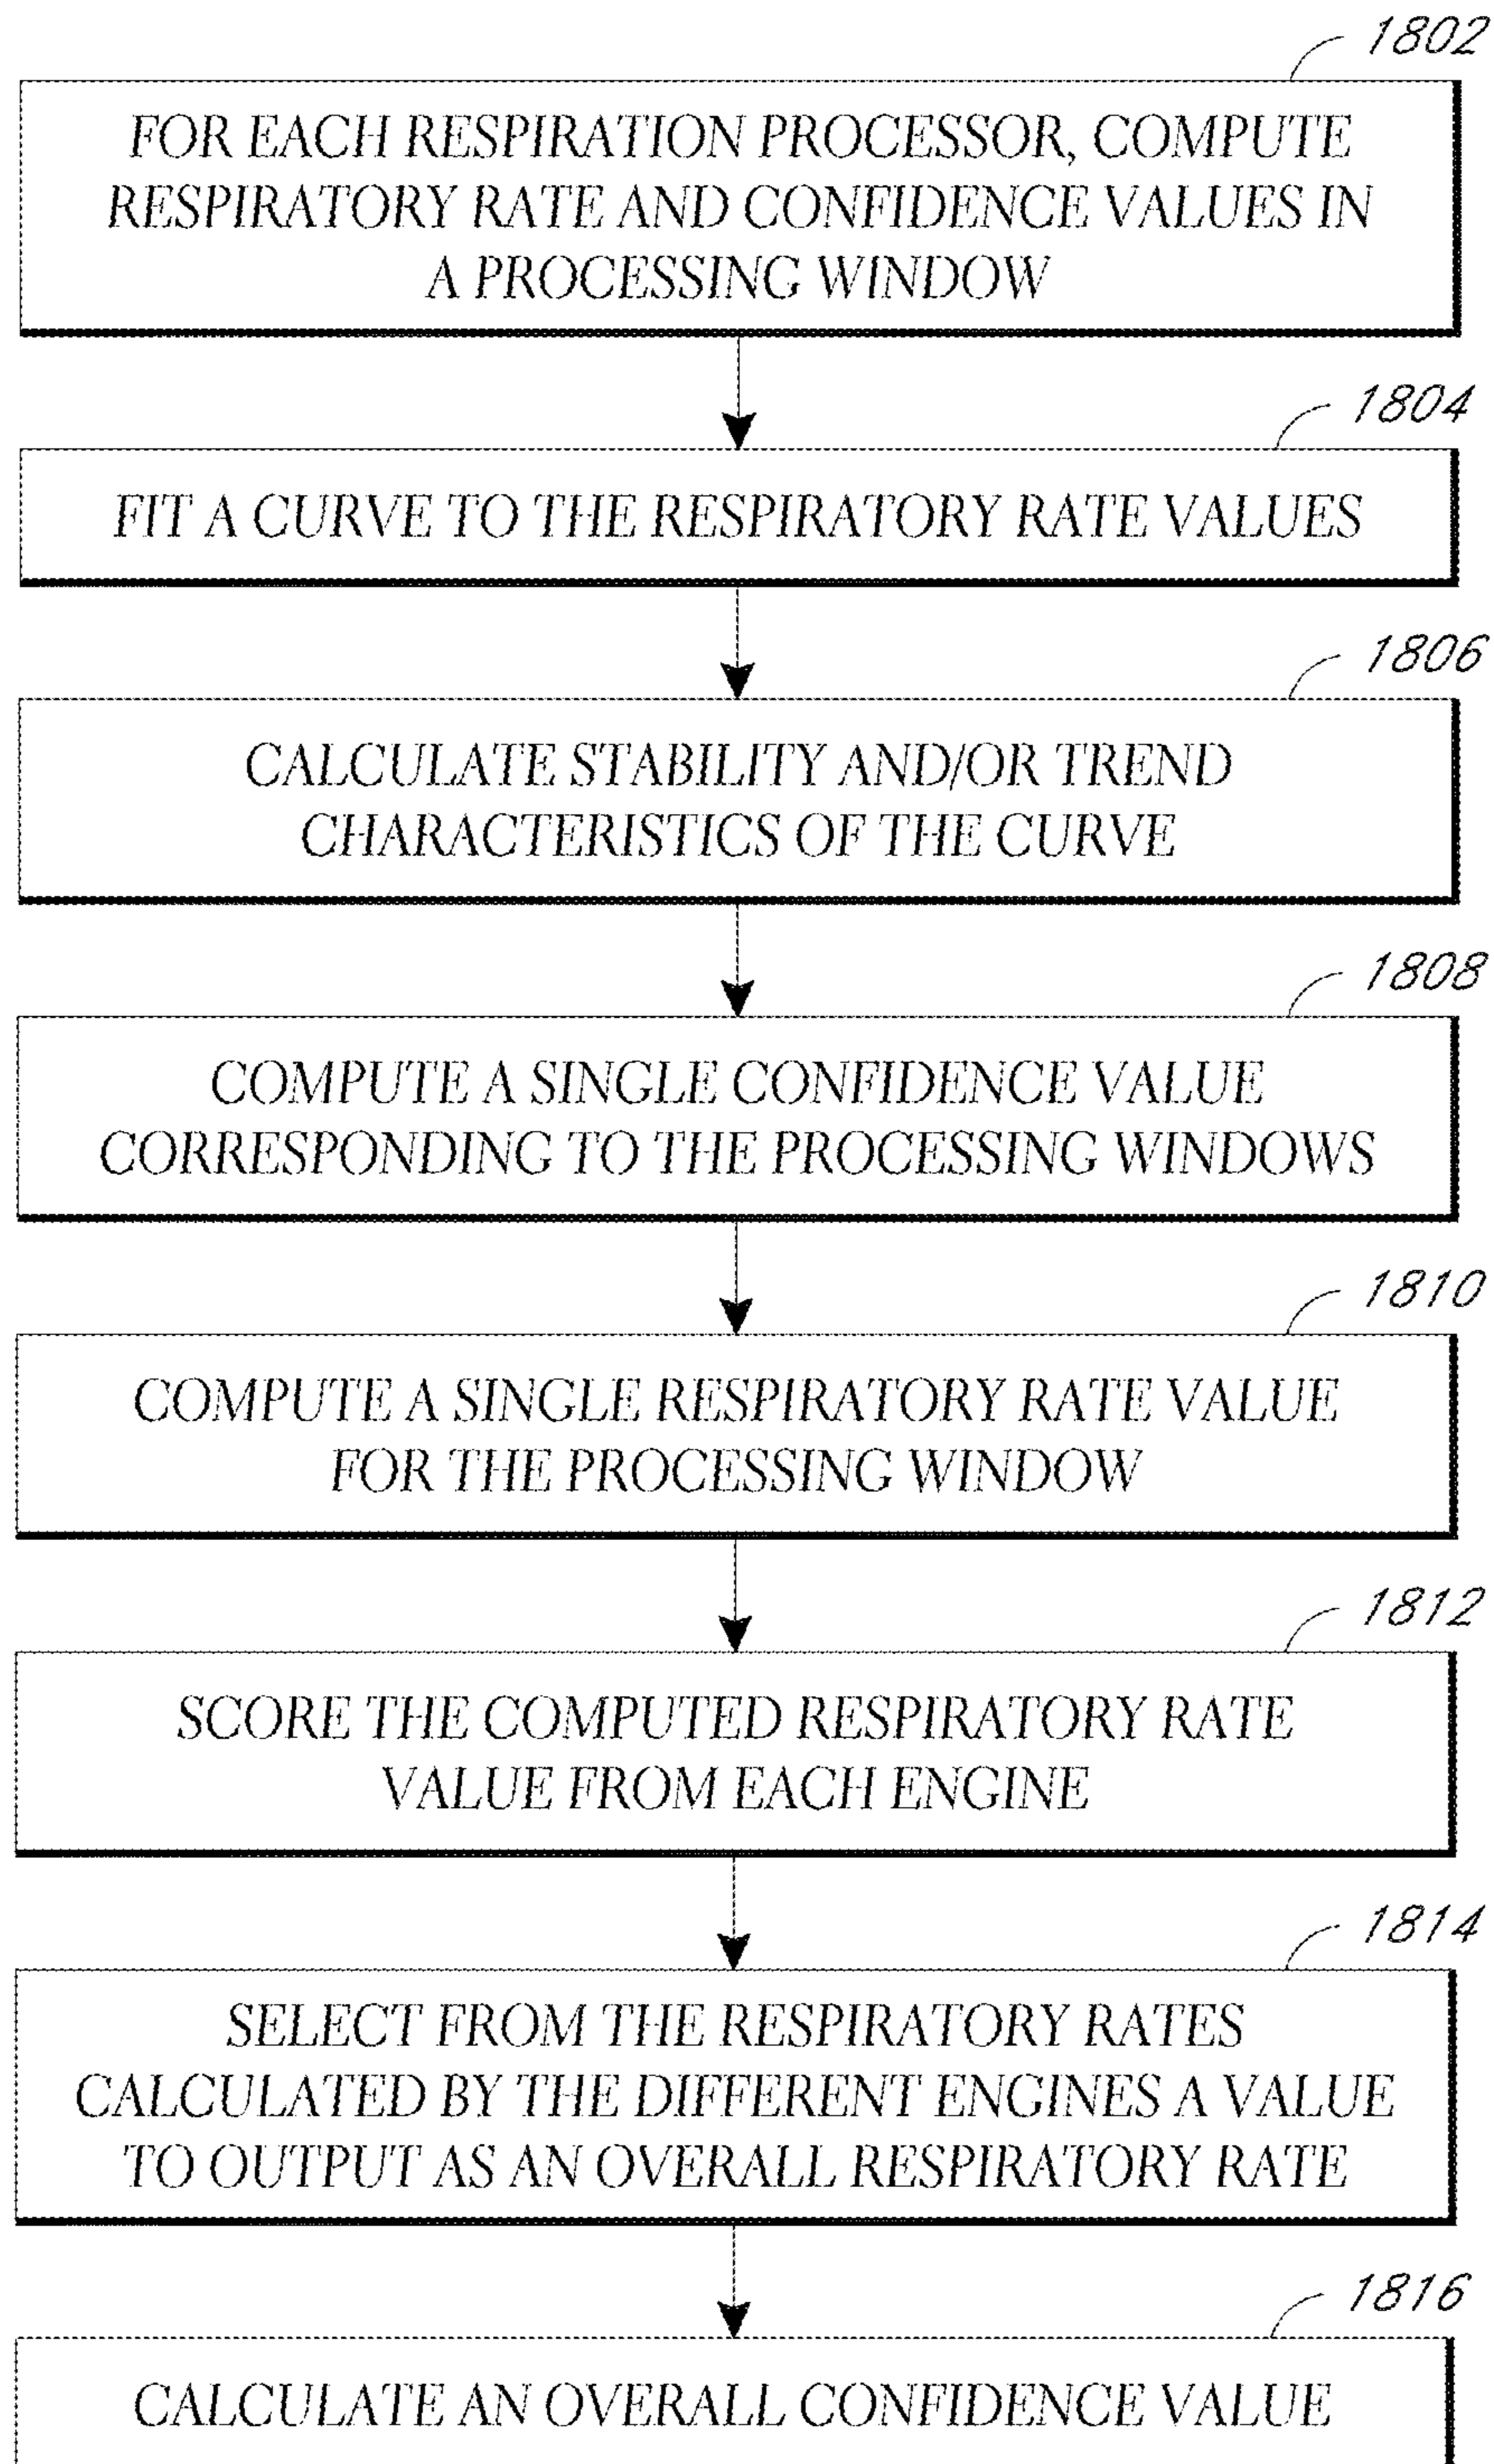 1802
FOR EACH RESPIRATION PROCESSOR, COMPUTE
RESPIRATORY RATE AND CONFIDENCE VALUES IN
A PROCESSING WINDOW
1804
FIT A CURVE TO THE RESPIRATORY RATE VALUES
1806
CALCULATE STABILITY AND/OR TREND
CHARACTERISTICS OF THE CURVE
1808
COMPUTE A SINGLE CONFIDENCE VALUE
CORRESPONDING TO THE PROCESSING WINDOWS
1810
COMPUTE A SINGLE RESPIRATORY RATE VALUE
FOR THE PROCESSING WINDOW
1812
SCORE THE COMPUTED RESPIRATORY RATE
VALUE FROM EACH ENGINE
1814
SELECT FROM THE RESPIRATORY RATES
CALCULATED BY THE DIFFERENT ENGINES A VALUE
TO OUTPUT AS AN OVERALL RESPIRATORY RATE
1816
CALCULATE AN OVERALL CONFIDENCE VALUE